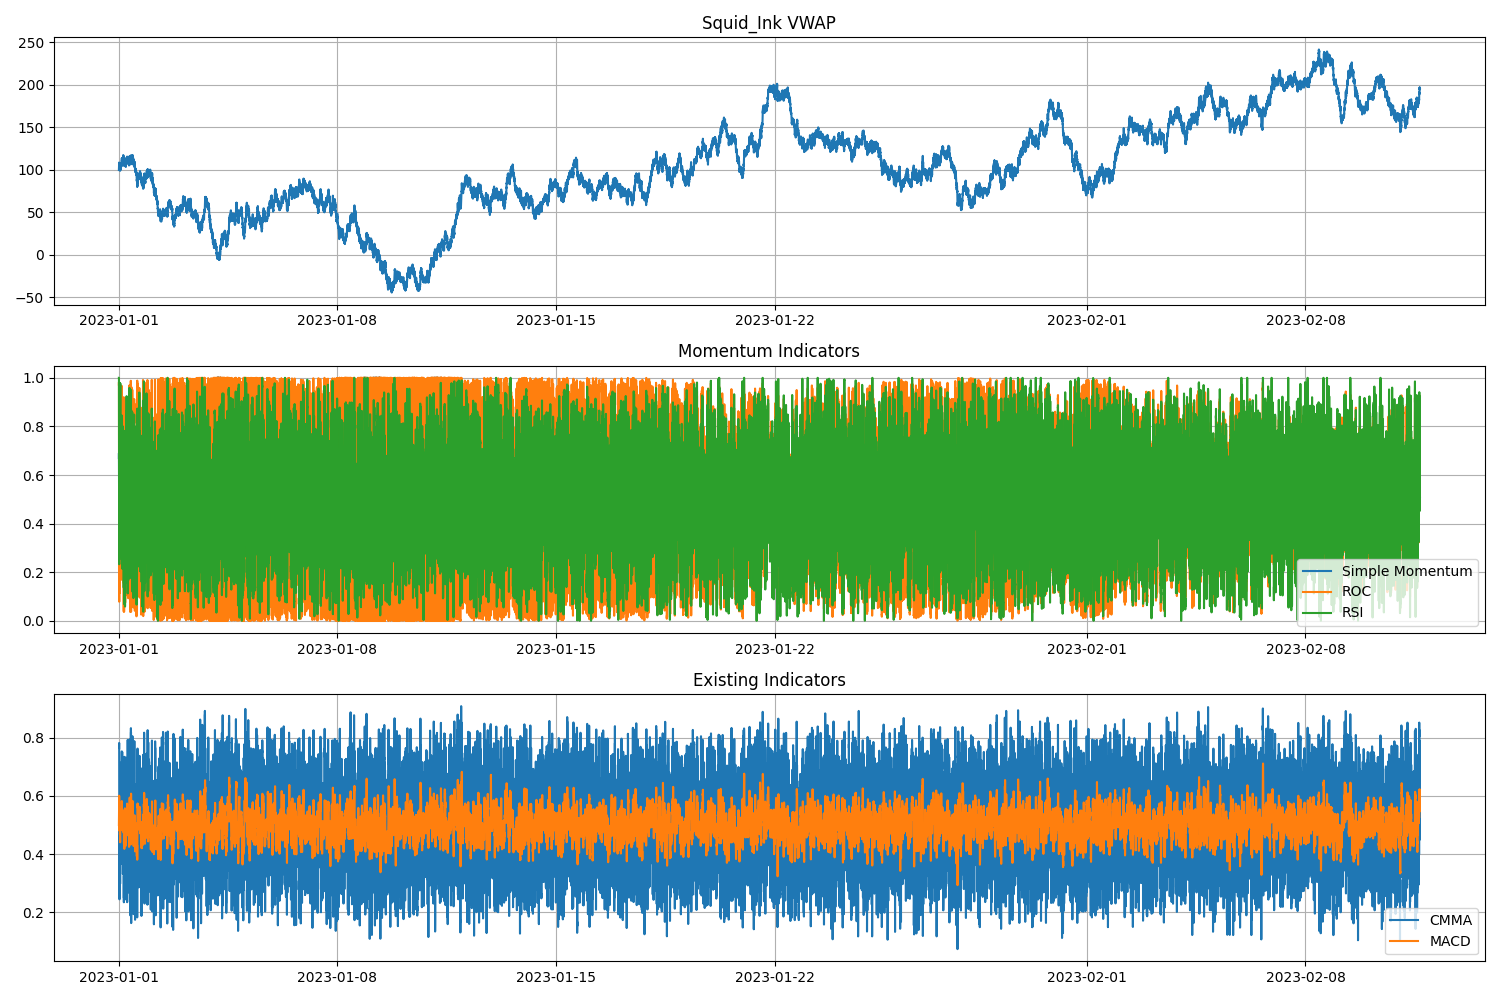 Squid_Ink VWAP
250
200
150
100
50
0
−50
2023-01-01 2023-01-08 2023-01-15 2023-01-22 2023-02-01 2023-02-08
Momentum Indicators
1.0
0.8
0.6
0.4
0.2
0.0
Simple Momentum
ROC
RSI
2023-01-01 2023-01-08 2023-01-15 2023-01-22 2023-02-01 2023-02-08
Existing Indicators
0.8
0.6
0.4
0.2
CMMA
MACD
2023-01-01 2023-01-08 2023-01-15 2023-01-22 2023-02-01 2023-02-08